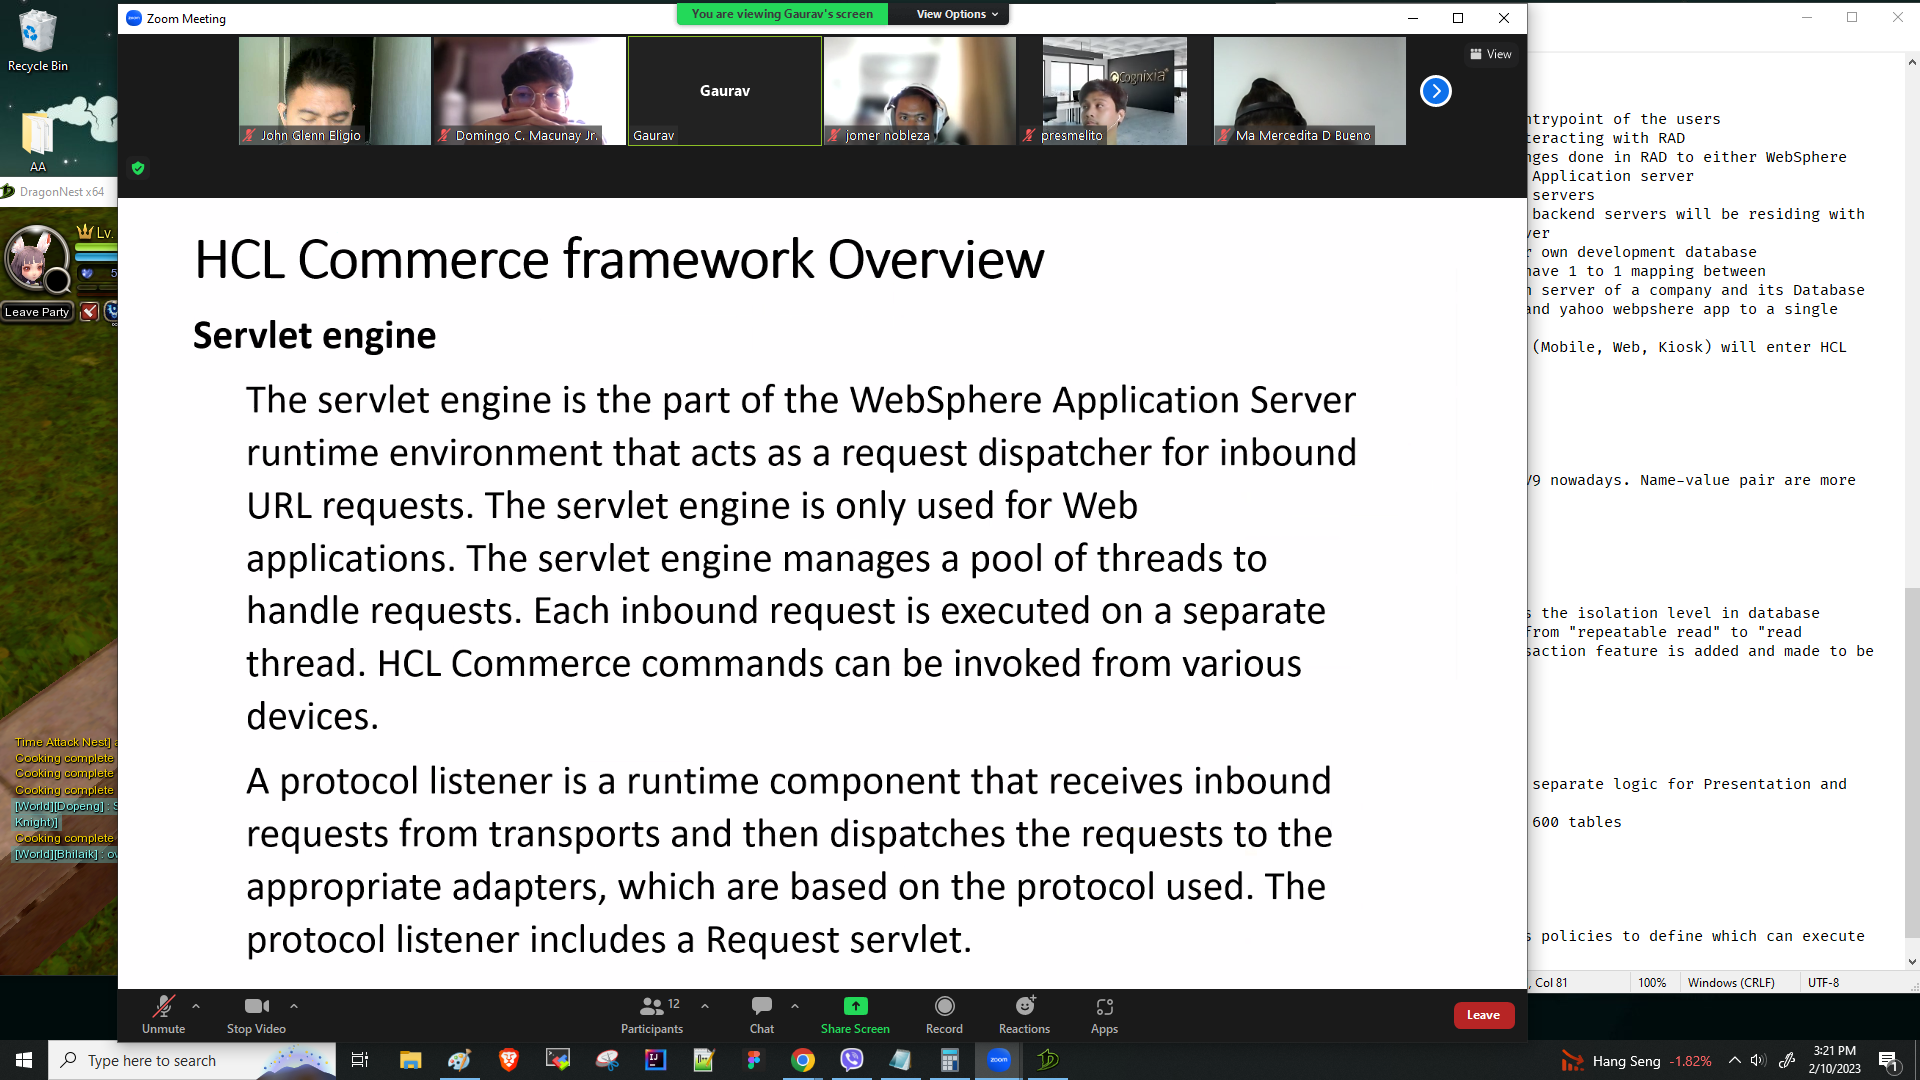 Recycle Bin
AA
DragonNest x64
Lv.
5
Leave Party
Time Attack Nest]
Cooking complete
Cooking complete
Cooking complete
[World][Dopeng] : S
Knight)]
Cooking complete
[World][Bhilaik] : ov
Zoom Meeting
You are viewing Gaurav's screen
View Options
View
John Glenn Eligio
Domingo C. Macunay Jr.
Gaurav
Gaurav
jomer nobleza
Cognixia
presmelito
Ma Mercedita D Bueno
HCL Commerce framework Overview
Servlet engine
The servlet engine is the part of the WebSphere Application Server
runtime environment that acts as a request dispatcher for inbound
URL requests. The servlet engine is only used for Web
applications. The servlet engine manages a pool of threads to
handle requests. Each inbound request is executed on a separate
thread. HCL Commerce commands can be invoked from various
devices.
A protocol listener is a runtime component that receives inbound
requests from transports and then dispatches the requests to the
appropriate adapters, which are based on the protocol used. The
protocol listener includes a Request servlet.
Unmute
Stop Video
12
Participants
Chat
Share Screen
Record
Reactions
Apps
Leave
ntrypoint of the users
teracting with RAD
nges done in RAD to either WebSphere
Application server
servers
backend servers will be residing with
ver
r own development database
have 1 to 1 mapping between
n server of a company and its Database
and yahoo webpshere app to a single
(Mobile, Web, Kiosk) will enter HCL
V9 nowadays. Name-value pair are more
s the isolation level in database
from "repeatable read" to "read
saction feature is added and made to be
separate logic for Presentation and
600 tables
s policies to define which can execute
, Col 81
100%
Windows (CRLF)
UTF-8
Type here to search
zoom
Hang Seng -1.82%
3:21 PM
2/10/2023
1